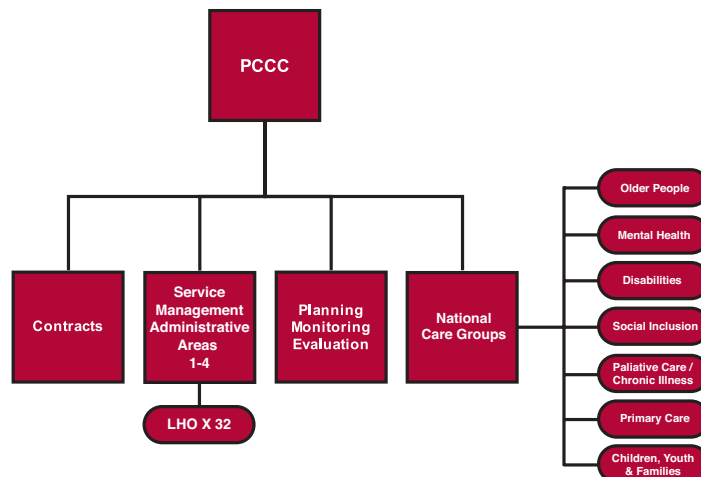 PCCC
Contracts
Service
Management
Administrative
Areas
1-4
LHO X 32
Planning
Monitoring
Evaluation
National
Care Groups
Older People
Mental Health
Disabilities
Social Inclusion
Paliative Care /
Chronic Illness
Primary Care
Children, Youth
& Families